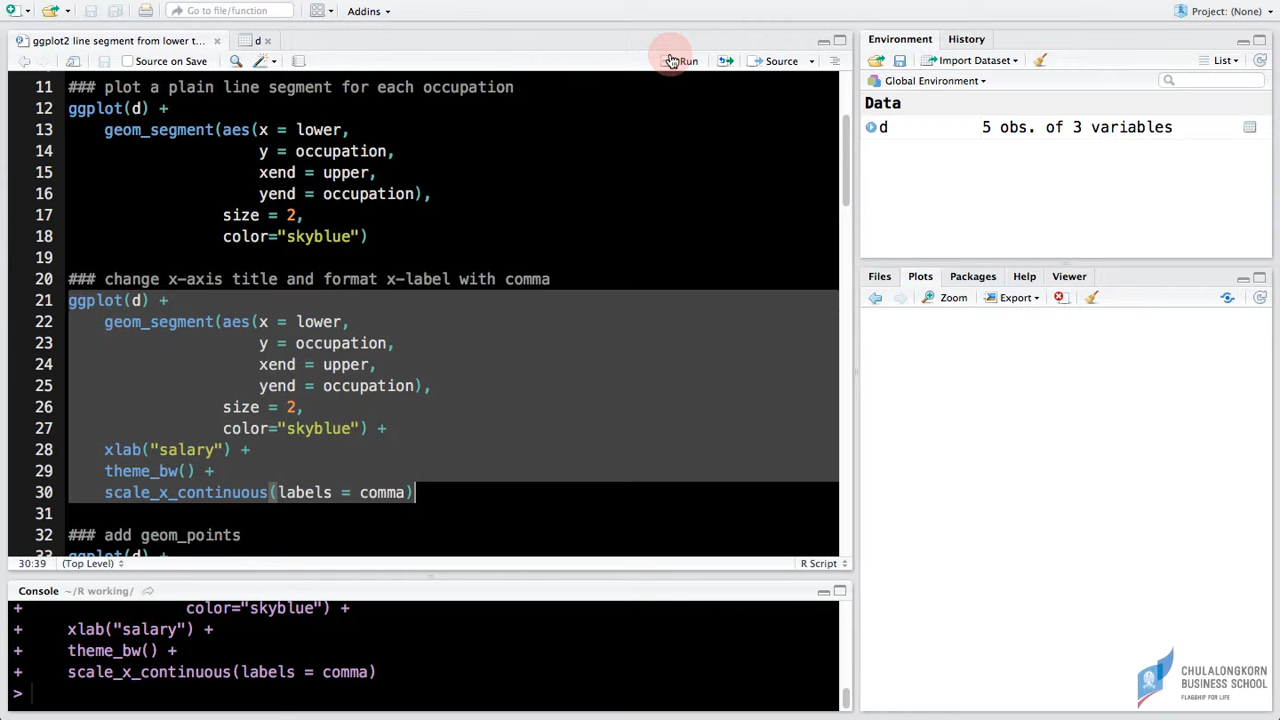 Go to file/function
Addins
Project: (None)
ggplot2 line segment from lower t...
d
Source on Save
Run
Source
11 ### plot a plain line segment for each occupation
12 ggplot(d) +
13 geom_segment(aes(x = lower,
14 y = occupation,
15 xend = upper,
16 yend = occupation),
17 size = 2,
18 color="skyblue")
19
20 ### change x-axis title and format x-label with comma
21 ggplot(d) +
22 geom_segment(aes(x = lower,
23 y = occupation,
24 xend = upper,
25 yend = occupation),
26 size = 2,
27 color="skyblue") +
28 xlab("salary") +
29 theme_bw() +
30 scale_x_continuous(labels = comma)
31
32 ### add geom_points
33 ggplot(d) +
30:39 (Top Level) R Script
Console ~/R working/
+ color="skyblue") +
+ xlab("salary") +
+ theme_bw() +
+ scale_x_continuous(labels = comma)
>
Environment History
Import Dataset List
Global Environment
Data
d 5 obs. of 3 variables
Files Plots Packages Help Viewer
Zoom Export
CHULALONGKORN
BUSINESS SCHOOL
FLAGSHIP FOR LIFE